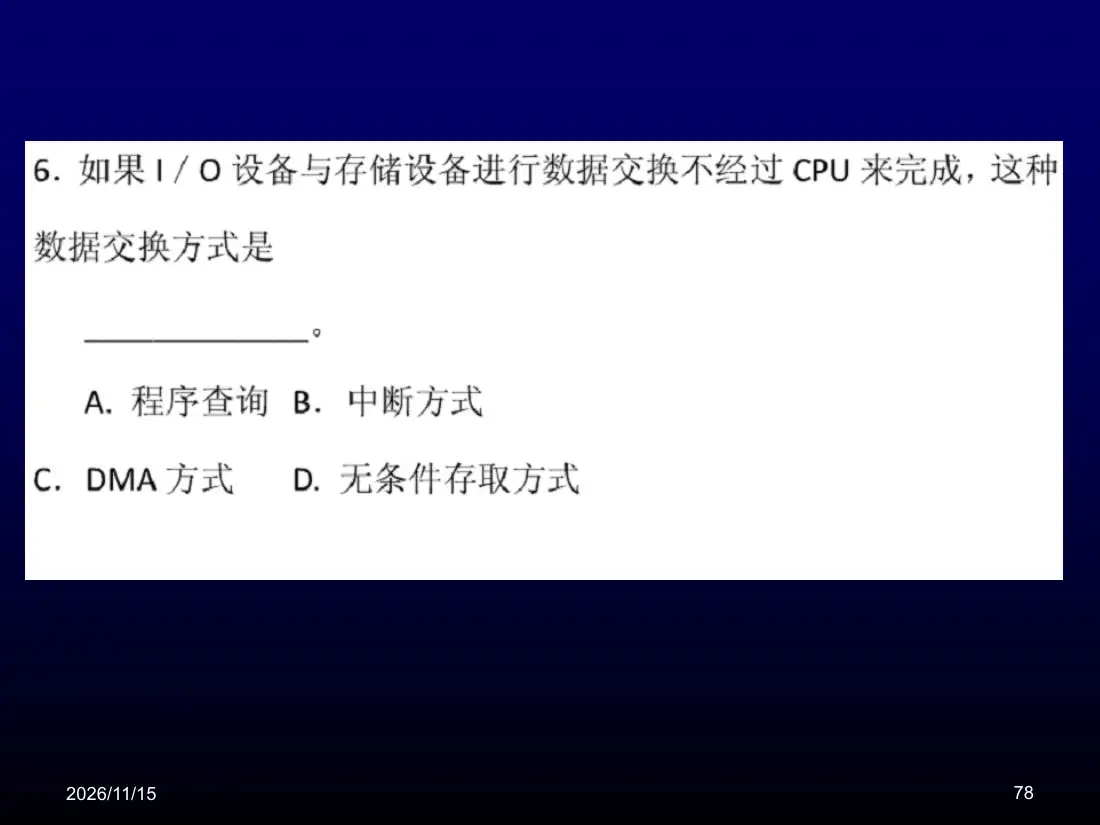 6. 如果 I / O 设备与存储设备进行数据交换不经过 CPU 来完成，这种
数据交换方式是
_____________。
A. 程序查询 B. 中断方式
C. DMA 方式 D. 无条件存取方式
2026/11/15 78